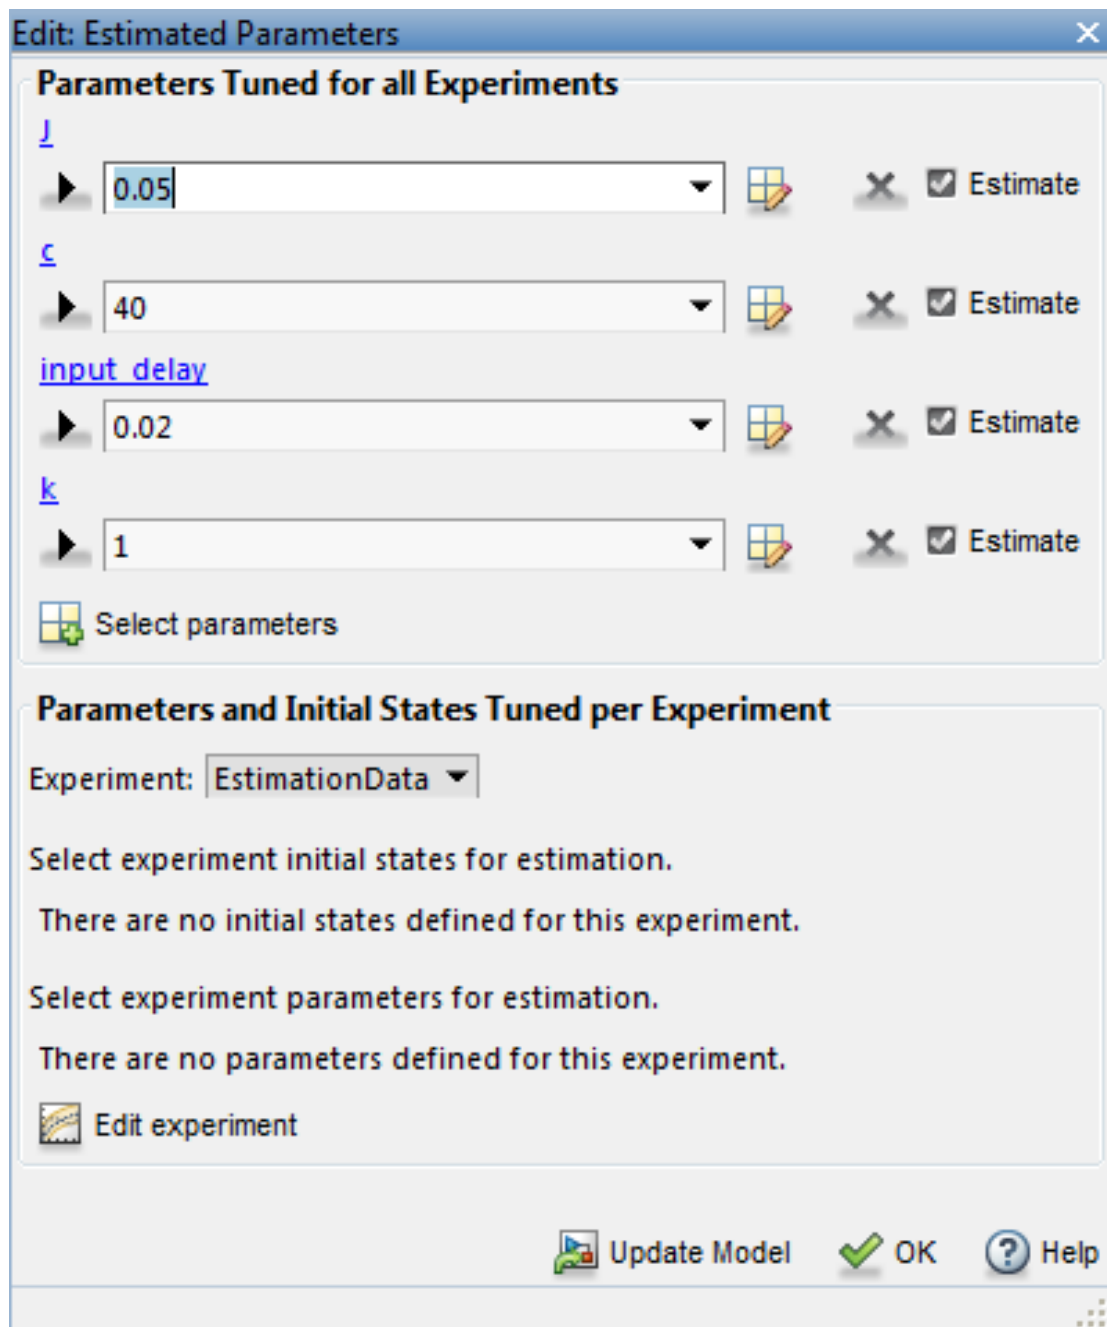 Edit: Estimated Parameters
Parameters Tuned for all Experiments
J
0.05 Estimate
c
40 Estimate
input_delay
0.02 Estimate
k
1 Estimate
Select parameters
Parameters and Initial States Tuned per Experiment
Experiment: EstimationData
Select experiment initial states for estimation.
There are no initial states defined for this experiment.
Select experiment parameters for estimation.
There are no parameters defined for this experiment.
Edit experiment
Update Model OK Help